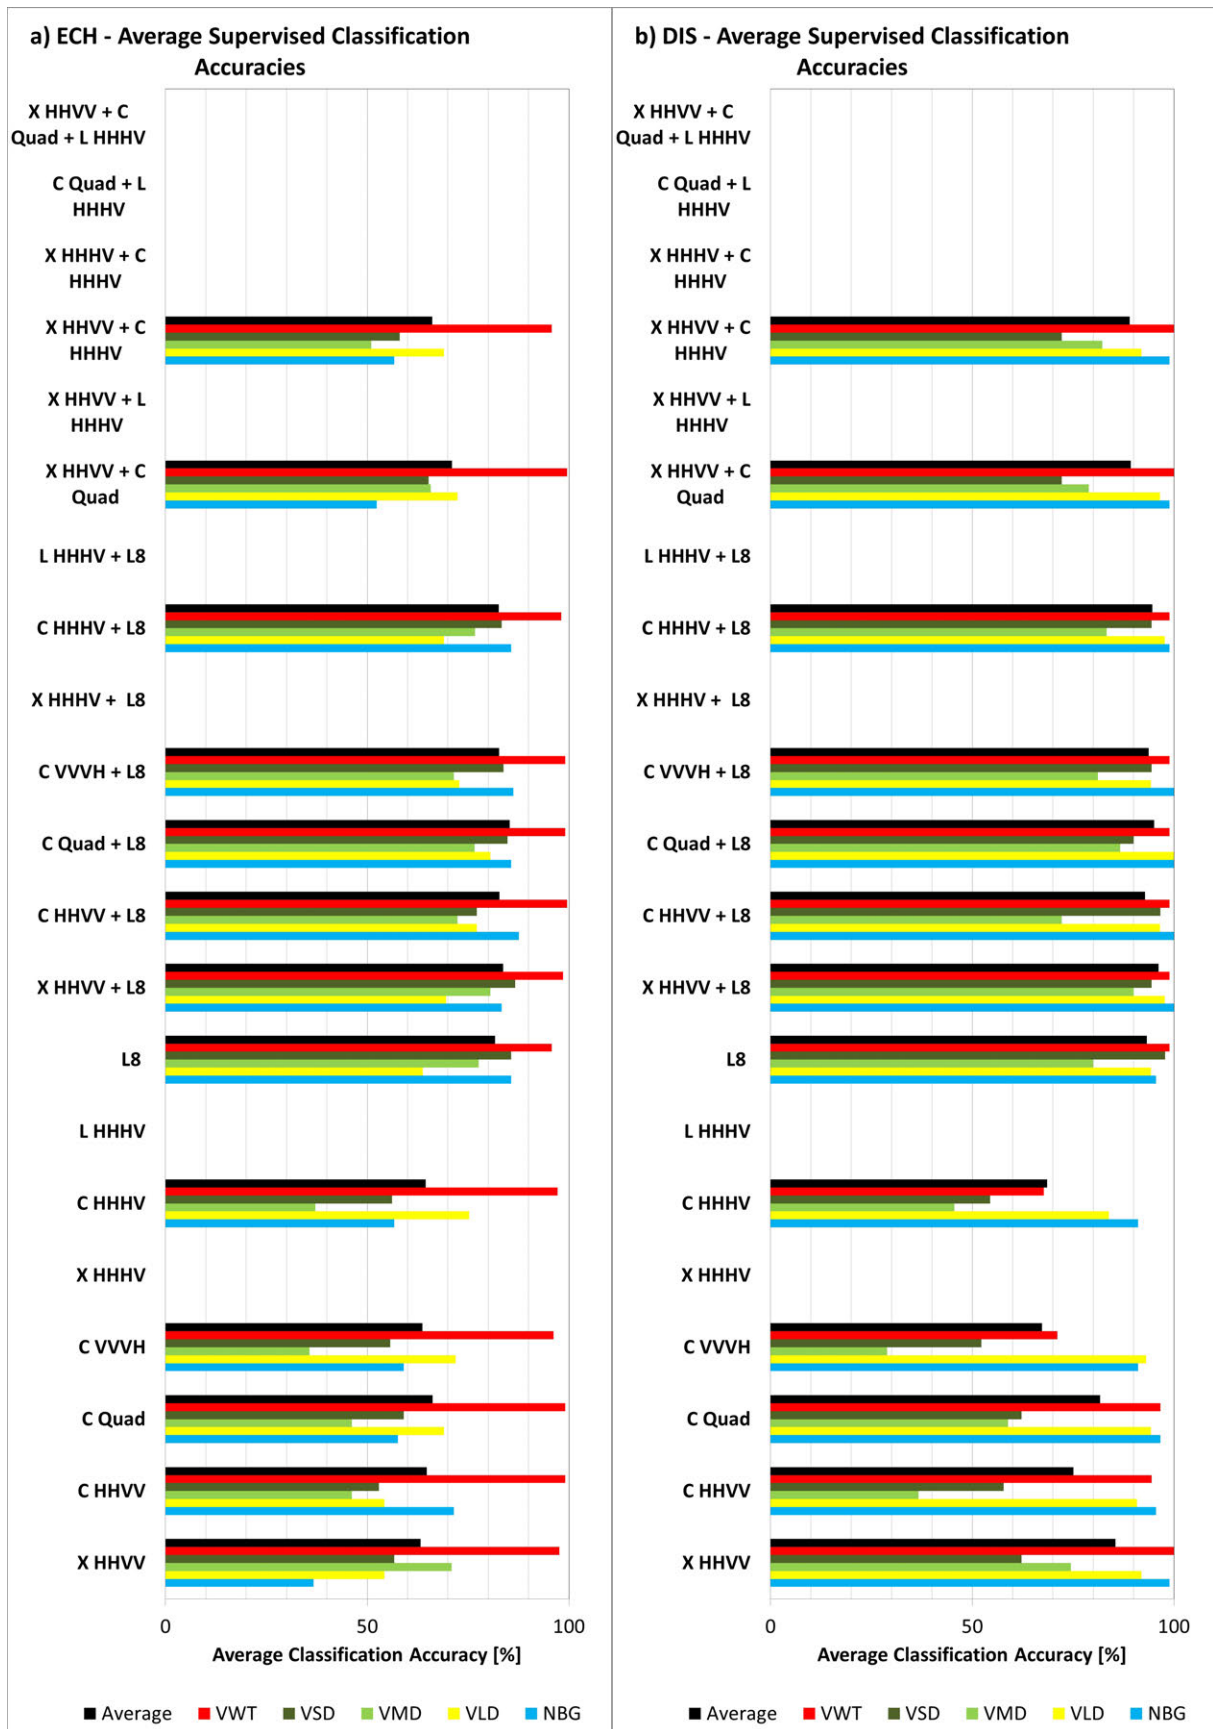 a) ECH - Average Supervised Classification
Accuracies
X HHVV + C
Quad + L HHHV
C Quad + L
HHHV
X HHHV + C
HHHV
X HHVV + C
HHHV
X HHVV + L
HHHV
X HHVV + C
Quad
L HHHV + L8
C HHHV + L8
X HHHV + L8
C VVVH + L8
C Quad + L8
C HHVV + L8
X HHVV + L8
L8
L HHHV
C HHHV
X HHHV
C VVVH
C Quad
C HHVV
X HHVV
0 50 100
Average Classification Accuracy [%]
Average VWT VSD VMD VLD NBG
b) DIS - Average Supervised Classification
Accuracies
X HHVV + C
Quad + L HHHV
C Quad + L
HHHV
X HHHV + C
HHHV
X HHVV + C
HHHV
X HHVV + L
HHHV
X HHVV + C
Quad
L HHHV + L8
C HHHV + L8
X HHHV + L8
C VVVH + L8
C Quad + L8
C HHVV + L8
X HHVV + L8
L8
L HHHV
C HHHV
X HHHV
C VVVH
C Quad
C HHVV
X HHVV
0 50 100
Average Classification Accuracy [%]
Average VWT VSD VMD VLD NBG